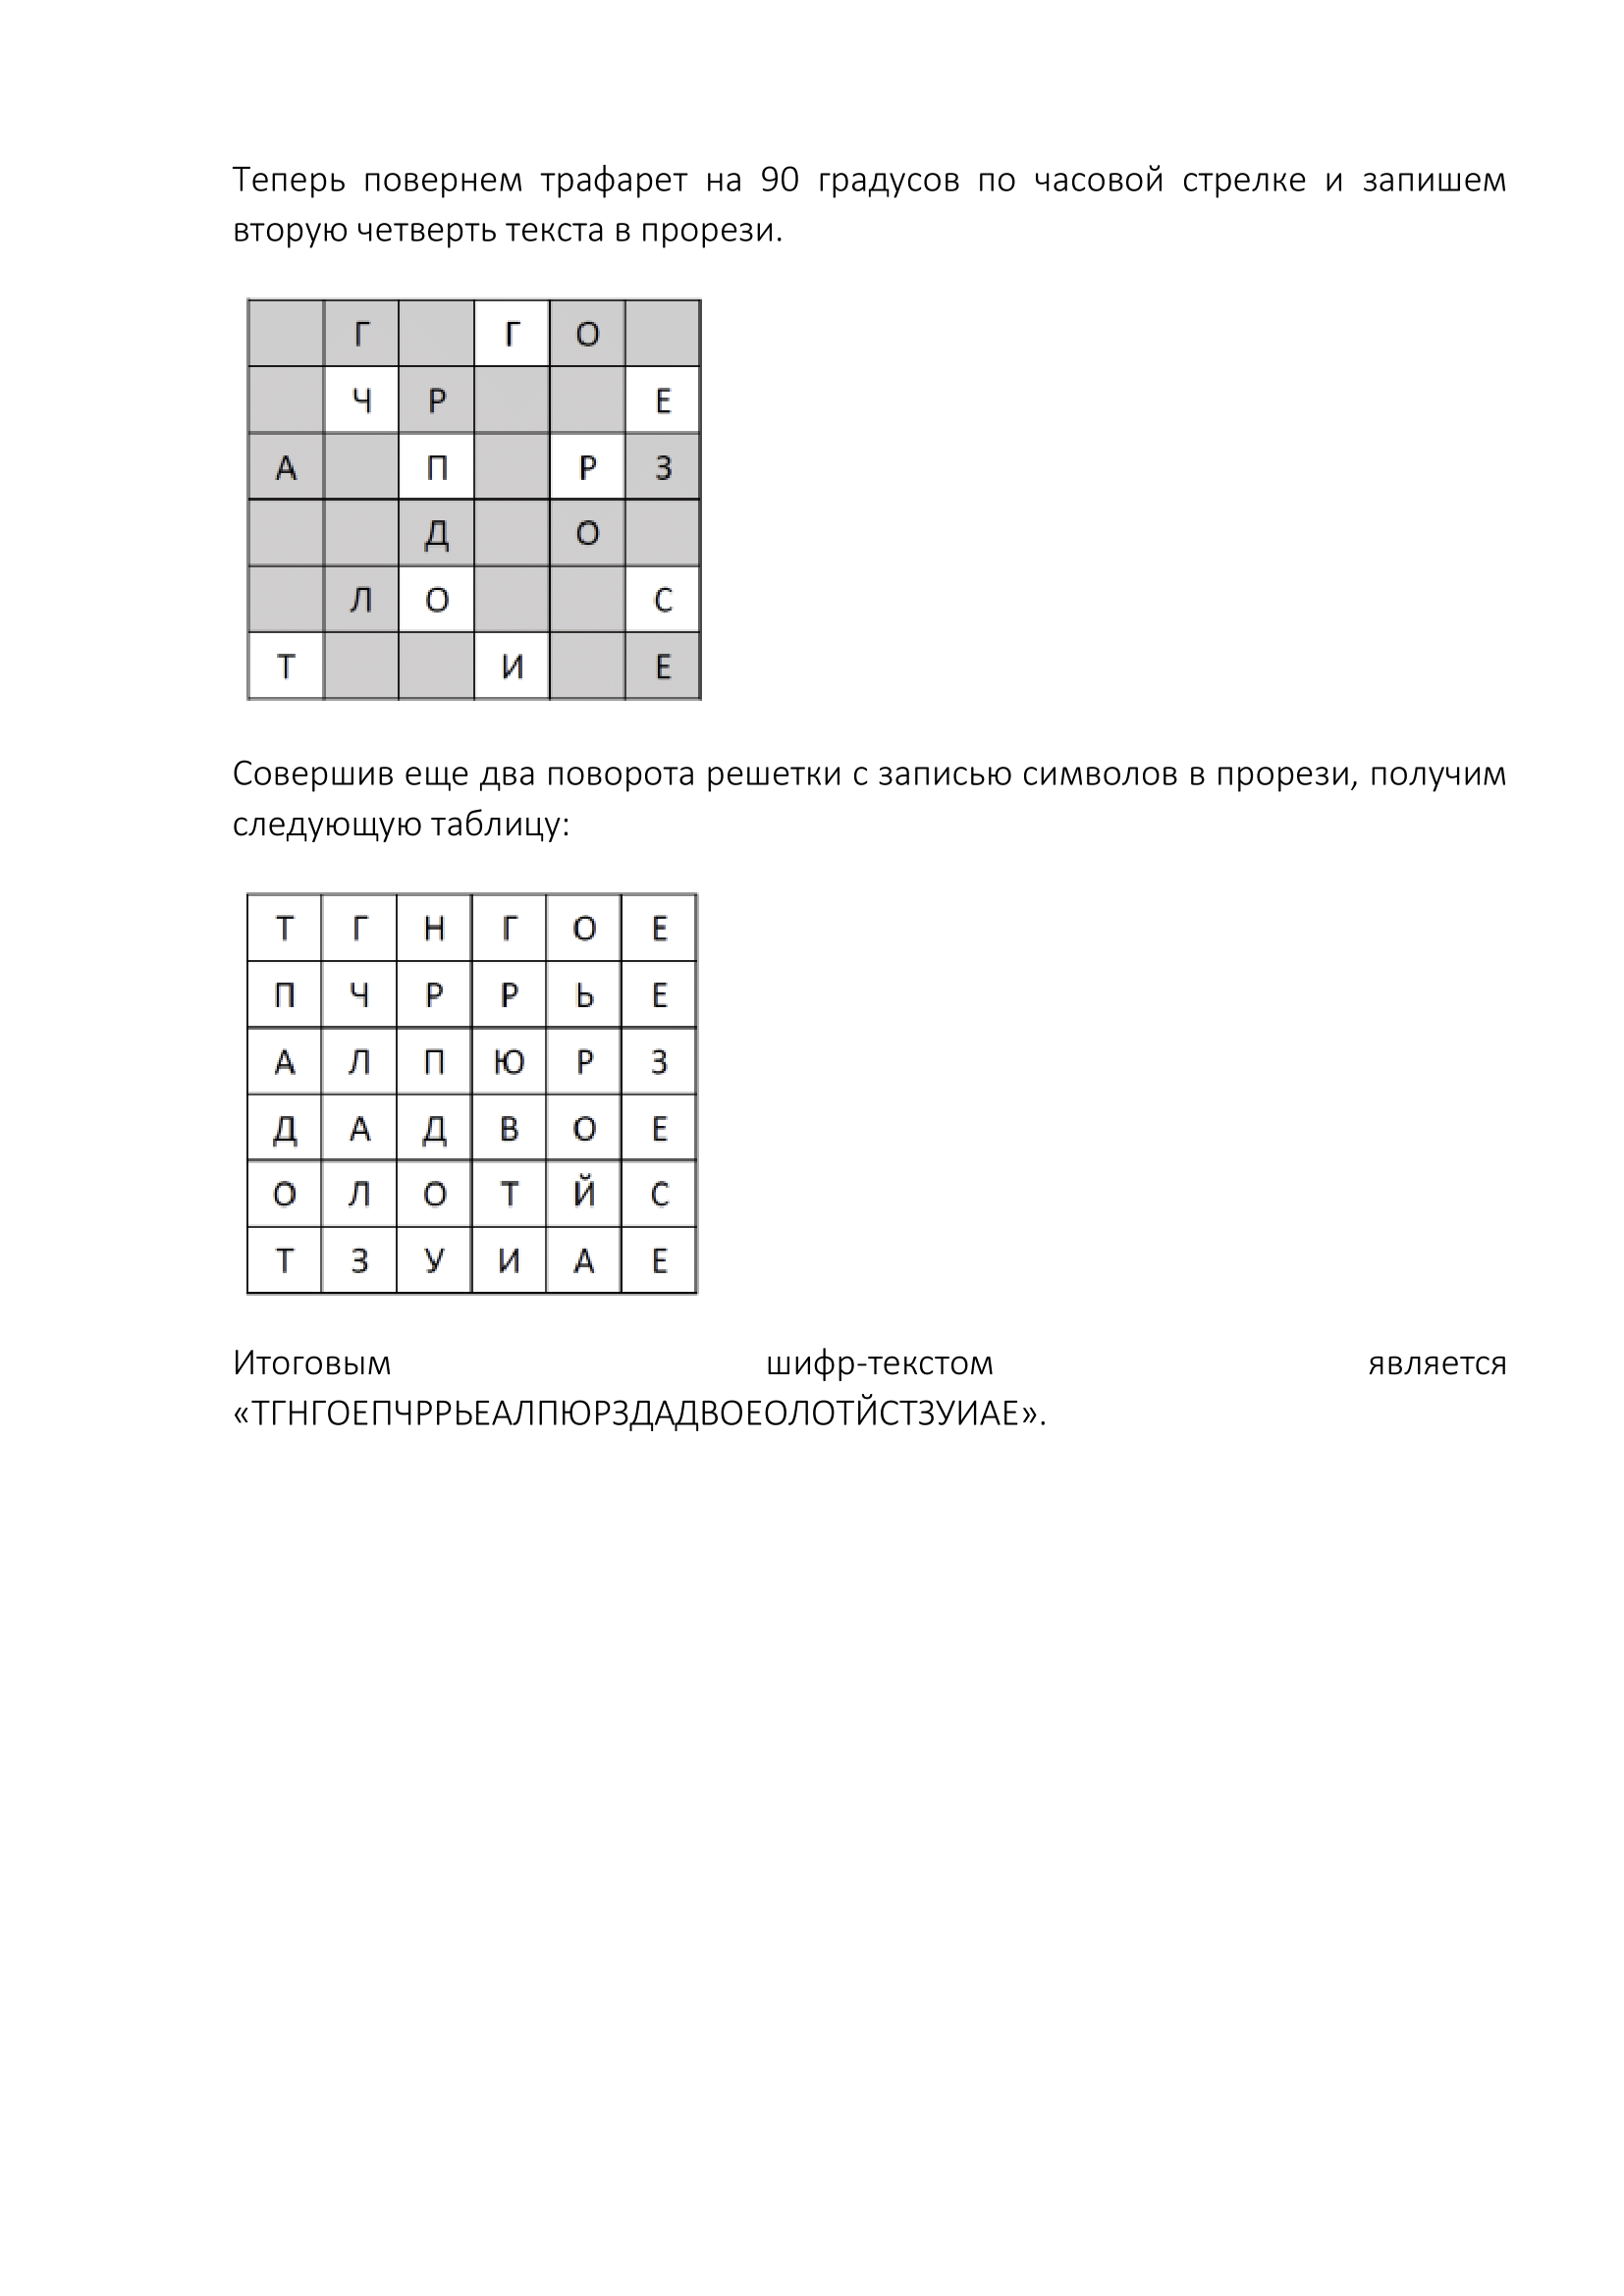 Теперь повернем трафарет на 90 градусов по часовой стрелке и запишем
вторую четверть текста в прорези.
Г Г О
Ч Р Е
А П Р З
Д О
Л О С
Т И Е
Совершив еще два поворота решетки с записью символов в прорези, получим
следующую таблицу:
Т Г Н Г О Е
П Ч Р Р Ь Е
А Л П Ю Р З
Д А Д В О Е
О Л О Т Й С
Т З У И А Е
Итоговым шифр-текстом является
«ТГНГОЕПЧРРЬЕАЛПЮРЗДАДВОЕОЛОТЙСТЗУИАЕ».